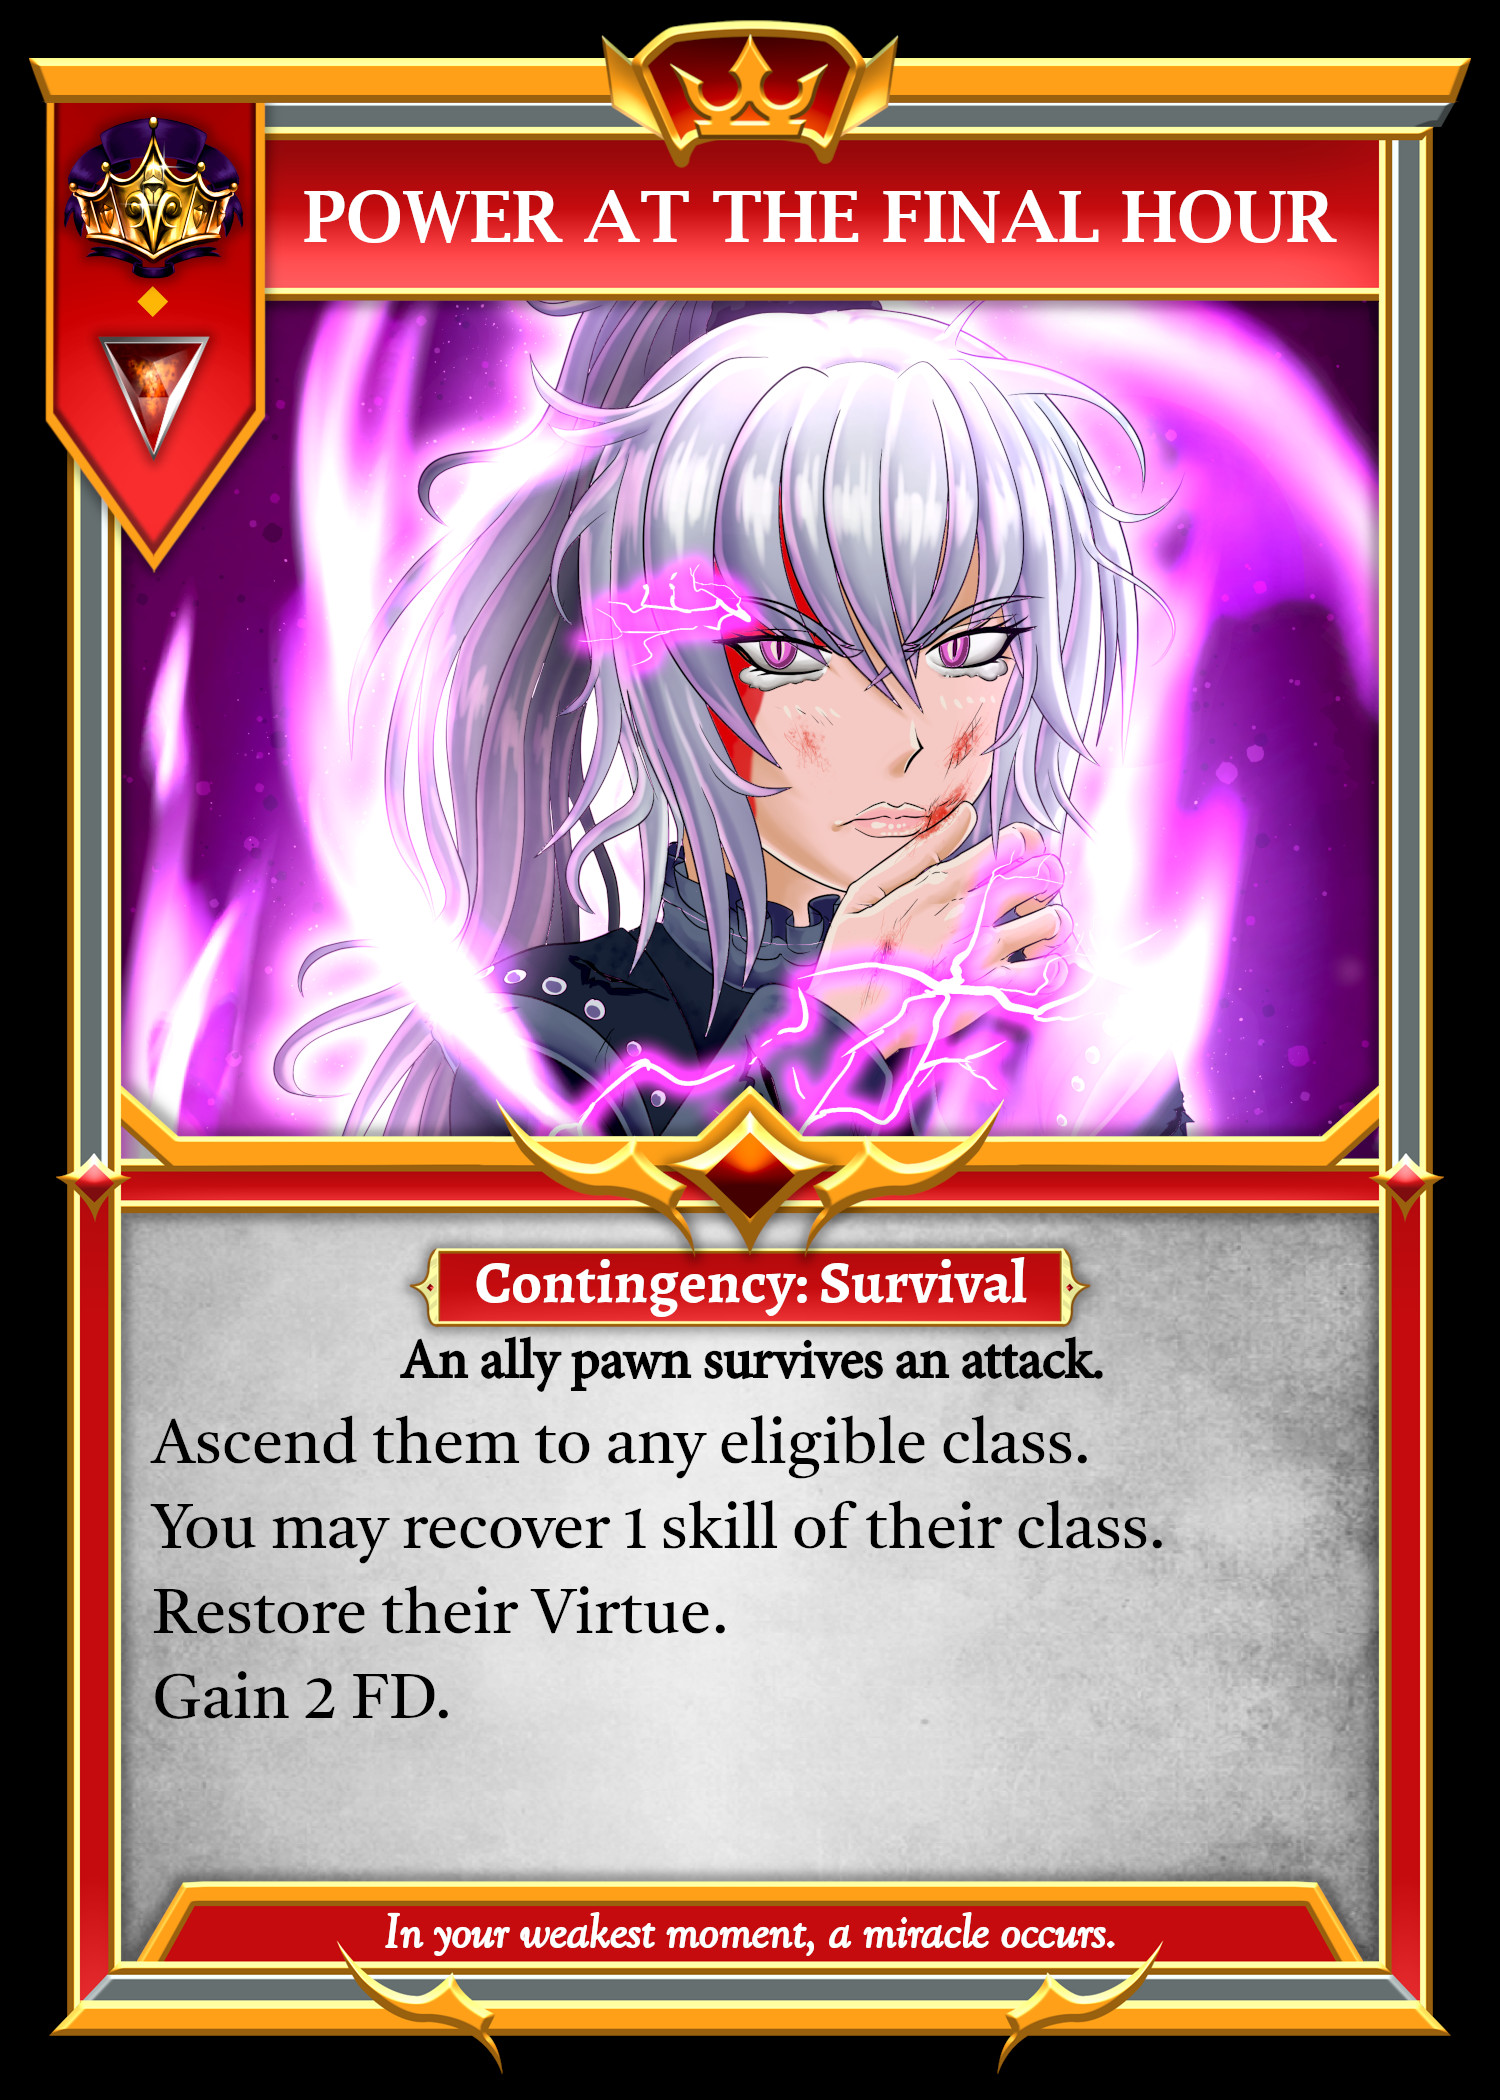 POWER AT THE FINAL HOUR
Contingency: Survival
An ally pawn survives an attack.
Ascend them to any eligible class.
You may recover 1 skill of their class.
Restore their Virtue.
Gain 2 FD.
In your weakest moment, a miracle occurs.